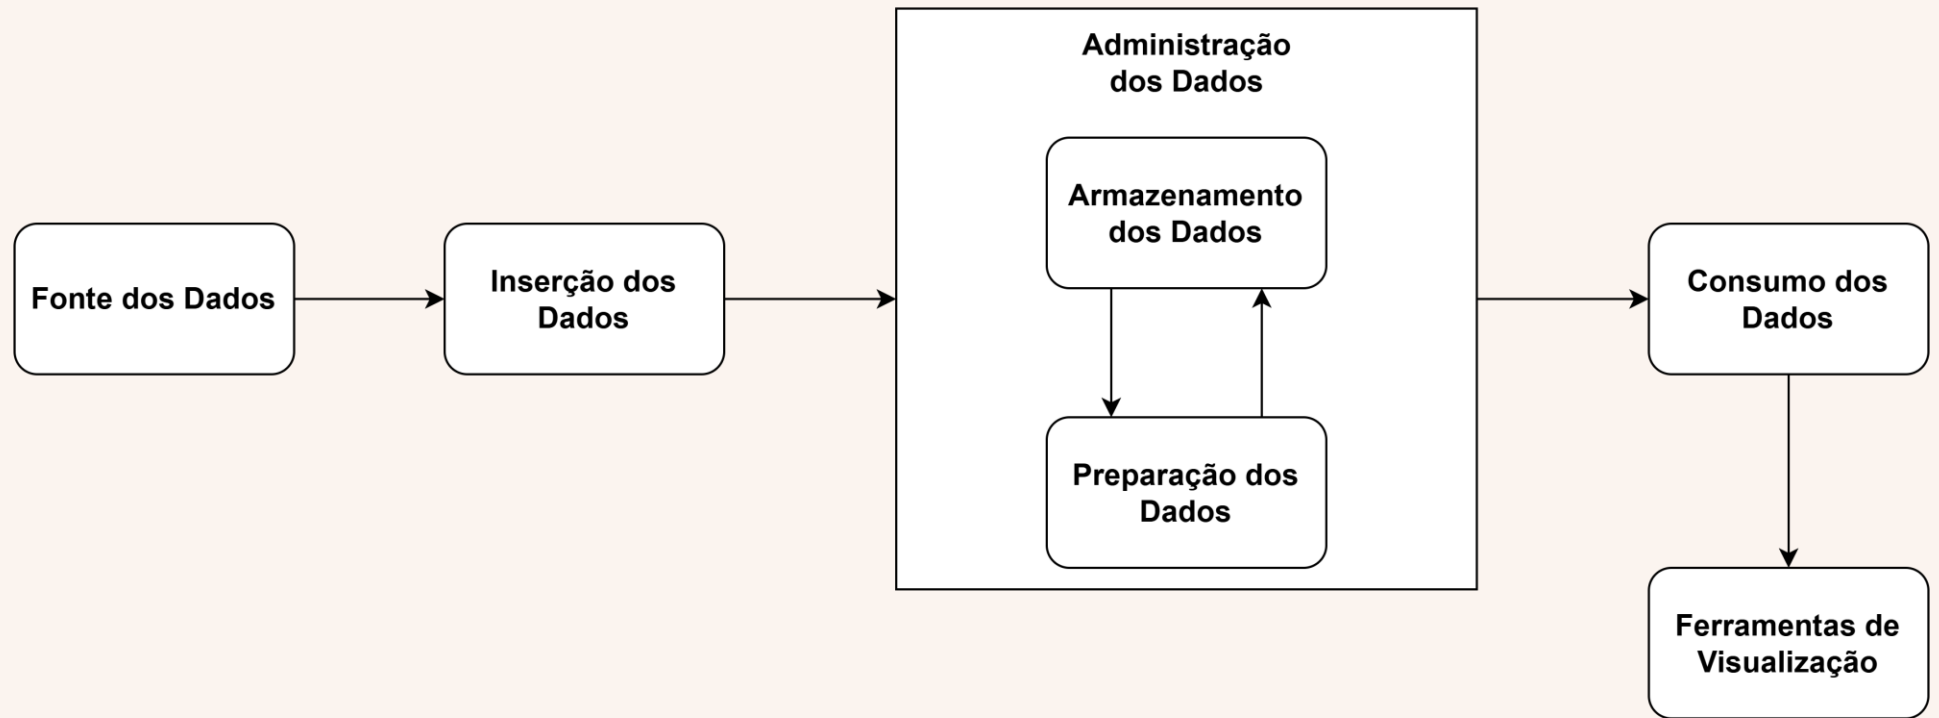 Fonte dos Dados
Inserção dos
Dados
Administração
dos Dados
Armazenamento
dos Dados
Preparação dos
Dados
Consumo dos
Dados
Ferramentas de
Visualização